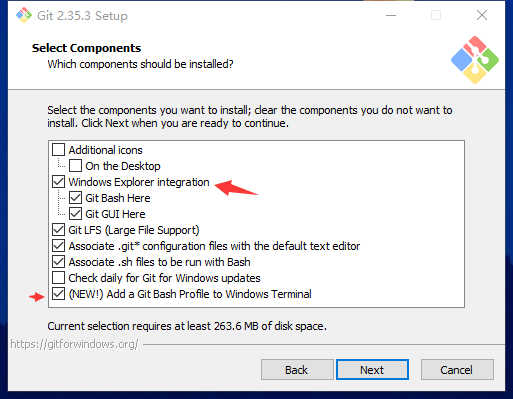 Git 2.35.3 Setup
Select Components
Which components should be installed?
Select the components you want to install; clear the components you do not want to
install. Click Next when you are ready to continue.
Additional icons
On the Desktop
Windows Explorer integration
Git Bash Here
Git GUI Here
Git LFS (Large File Support)
Associate .git* configuration files with the default text editor
Associate .sh files to be run with Bash
Check daily for Git for Windows updates
(NEW!) Add a Git Bash Profile to Windows Terminal
Current selection requires at least 263.6 MB of disk space.
https://gitforwindows.org/
Back
Next
Cancel